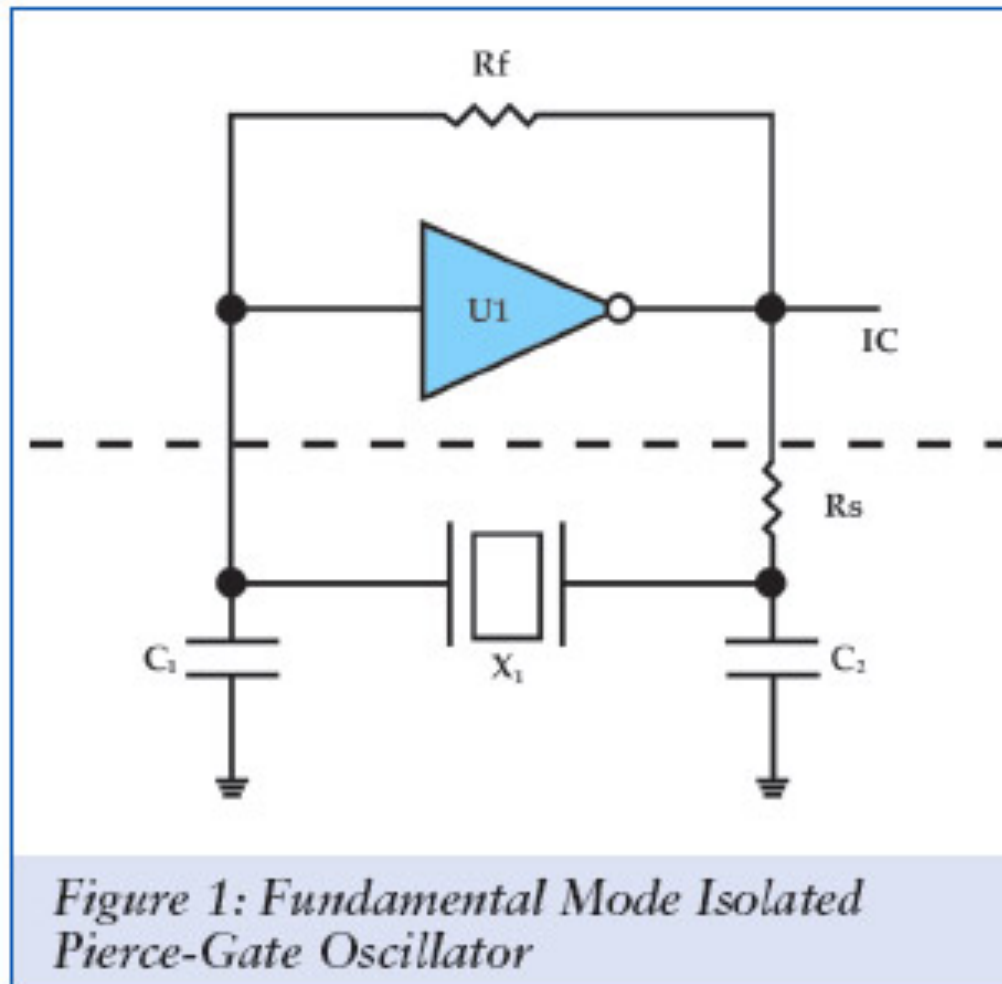 Rf
U1
IC
Rs
C₁
X₁
C₂
Figure 1: Fundamental Mode Isolated
Pierce-Gate Oscillator